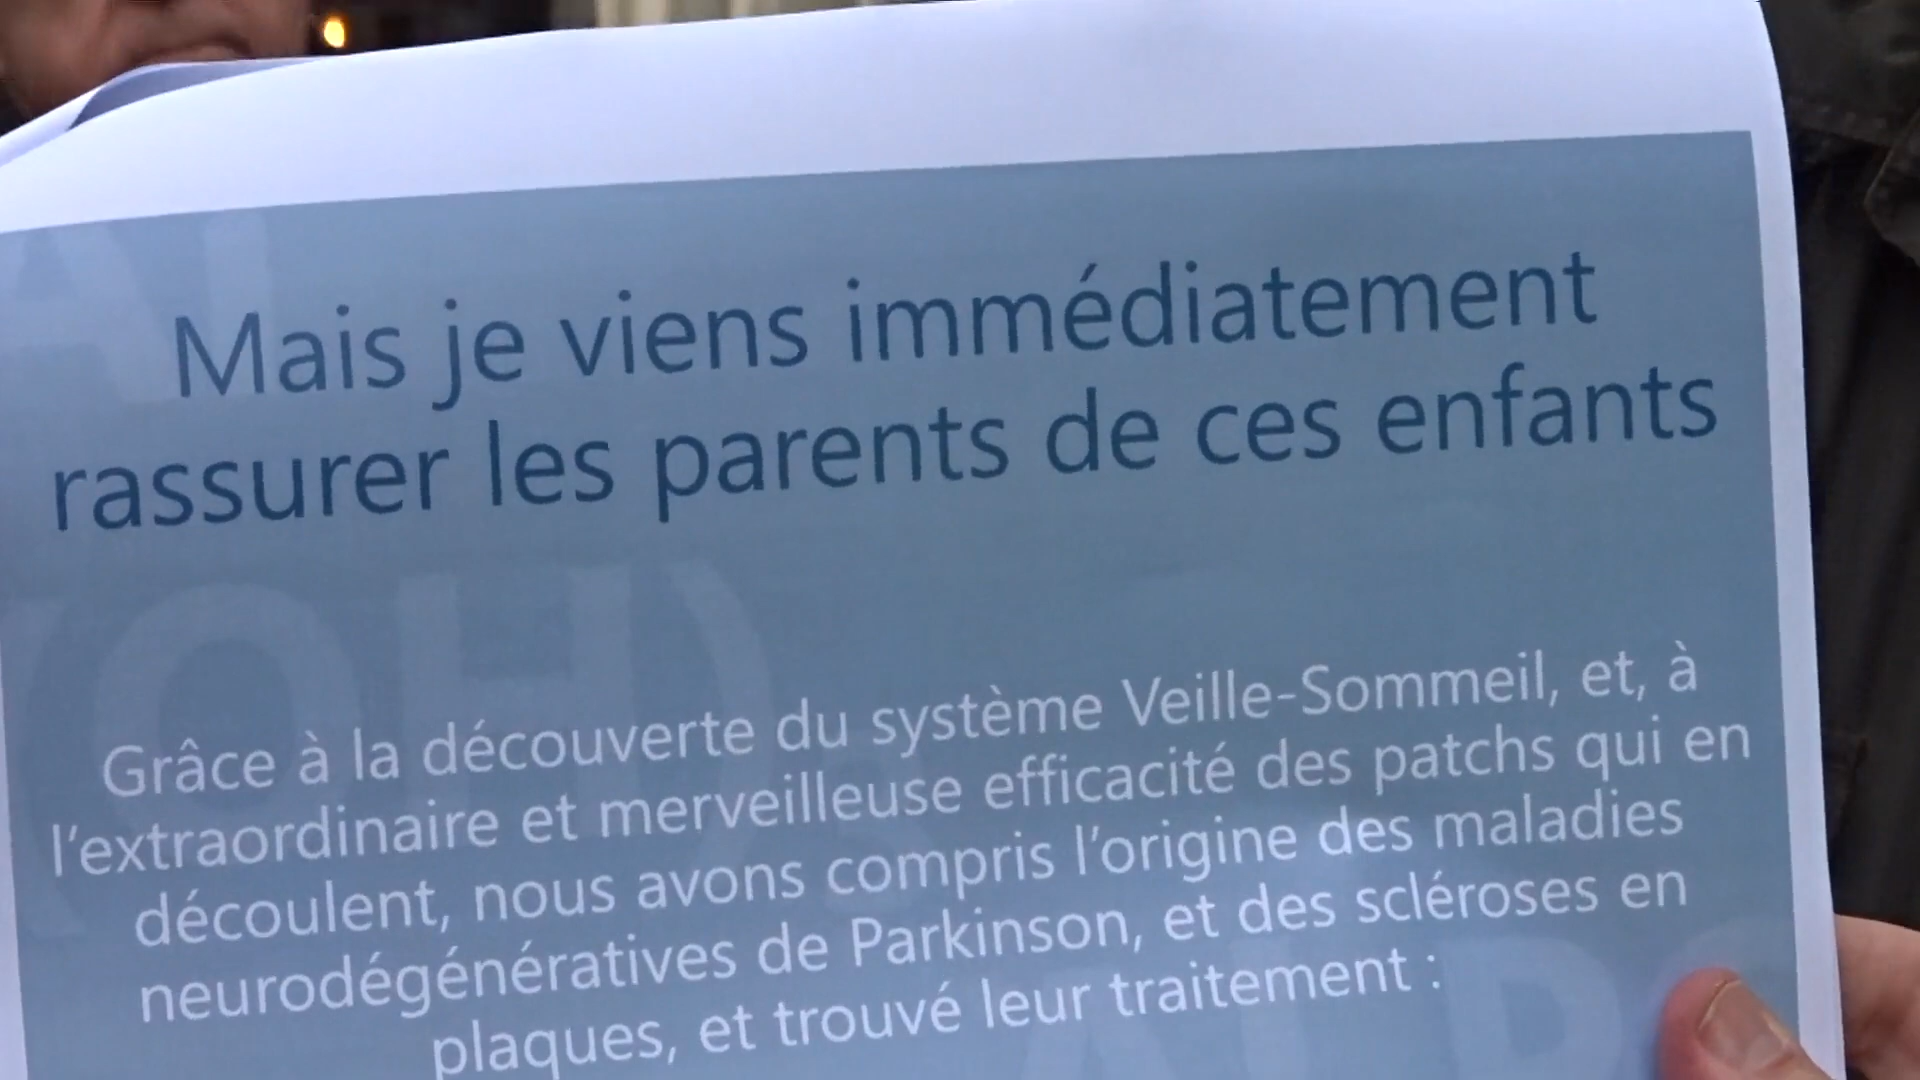 Mais je viens immédiatement
rassurer les parents de ces enfants
(OH)
Grâce à la découverte du système Veille-Sommeil, et, à
l'extraordinaire et merveilleuse efficacité des patchs qui en
découlent, nous avons compris l'origine des maladies
neurodégénératives de Parkinson, et des scléroses en
plaques, et trouvé leur traitement :